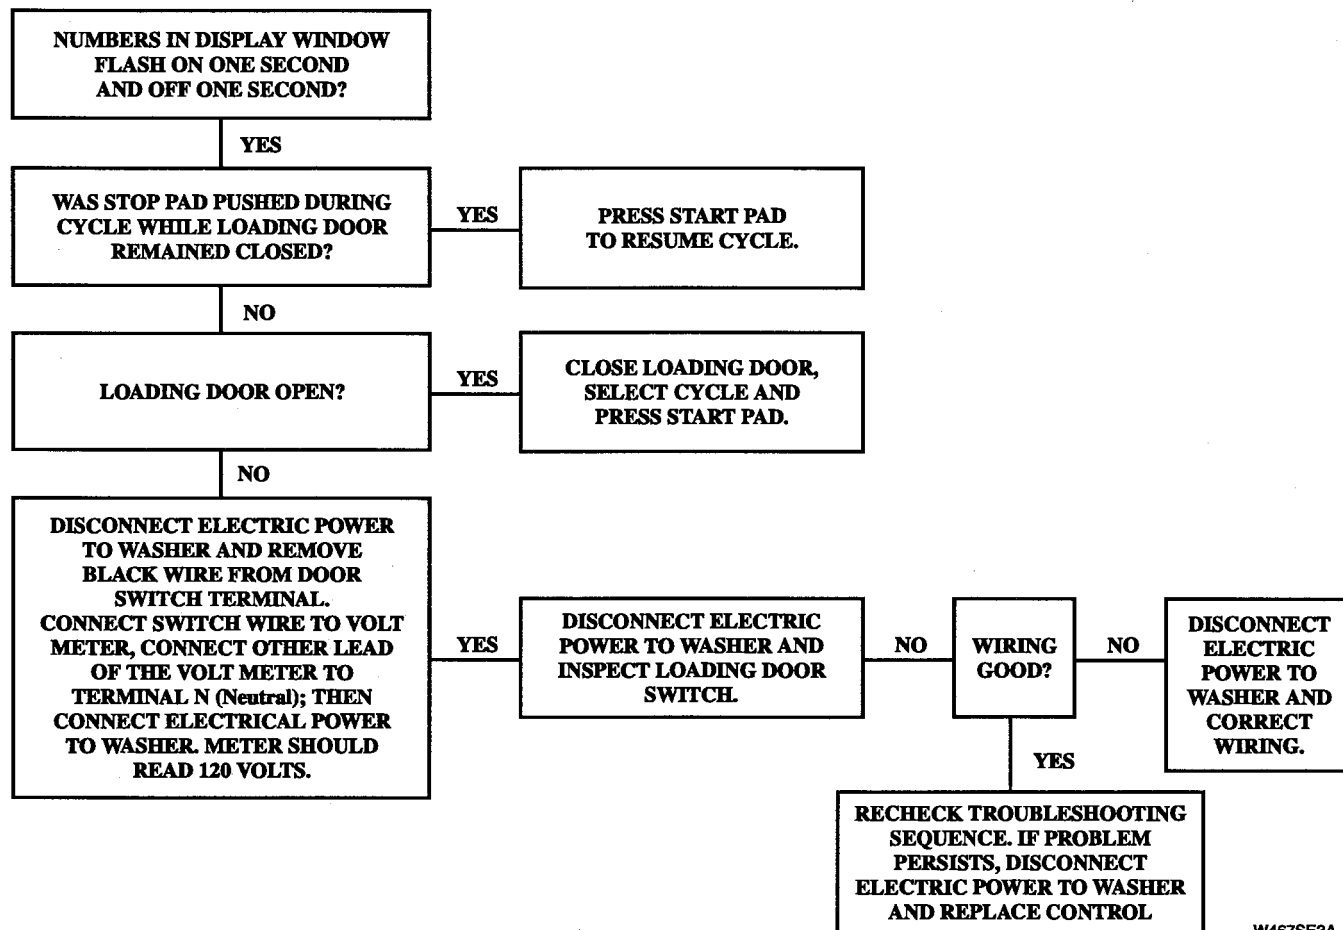 NUMBERS IN DISPLAY WINDOW
FLASH ON ONE SECOND
AND OFF ONE SECOND?
YES
WAS STOP PAD PUSHED DURING
CYCLE WHILE LOADING DOOR
REMAINED CLOSED?
YES
PRESS START PAD
TO RESUME CYCLE.
NO
LOADING DOOR OPEN?
YES
CLOSE LOADING DOOR,
SELECT CYCLE AND
PRESS START PAD.
NO
DISCONNECT ELECTRIC POWER
TO WASHER AND REMOVE
BLACK WIRE FROM DOOR
SWITCH TERMINAL.
CONNECT SWITCH WIRE TO VOLT
METER, CONNECT OTHER LEAD
OF THE VOLT METER TO
TERMINAL N (Neutral); THEN
CONNECT ELECTRICAL POWER
TO WASHER. METER SHOULD
READ 120 VOLTS.
YES
DISCONNECT ELECTRIC
POWER TO WASHER AND
INSPECT LOADING DOOR
SWITCH.
NO
WIRING
GOOD?
NO
DISCONNECT
ELECTRIC
POWER TO
WASHER AND
CORRECT
WIRING.
YES
RECHECK TROUBLESHOOTING
SEQUENCE. IF PROBLEM
PERSISTS, DISCONNECT
ELECTRIC POWER TO WASHER
AND REPLACE CONTROL